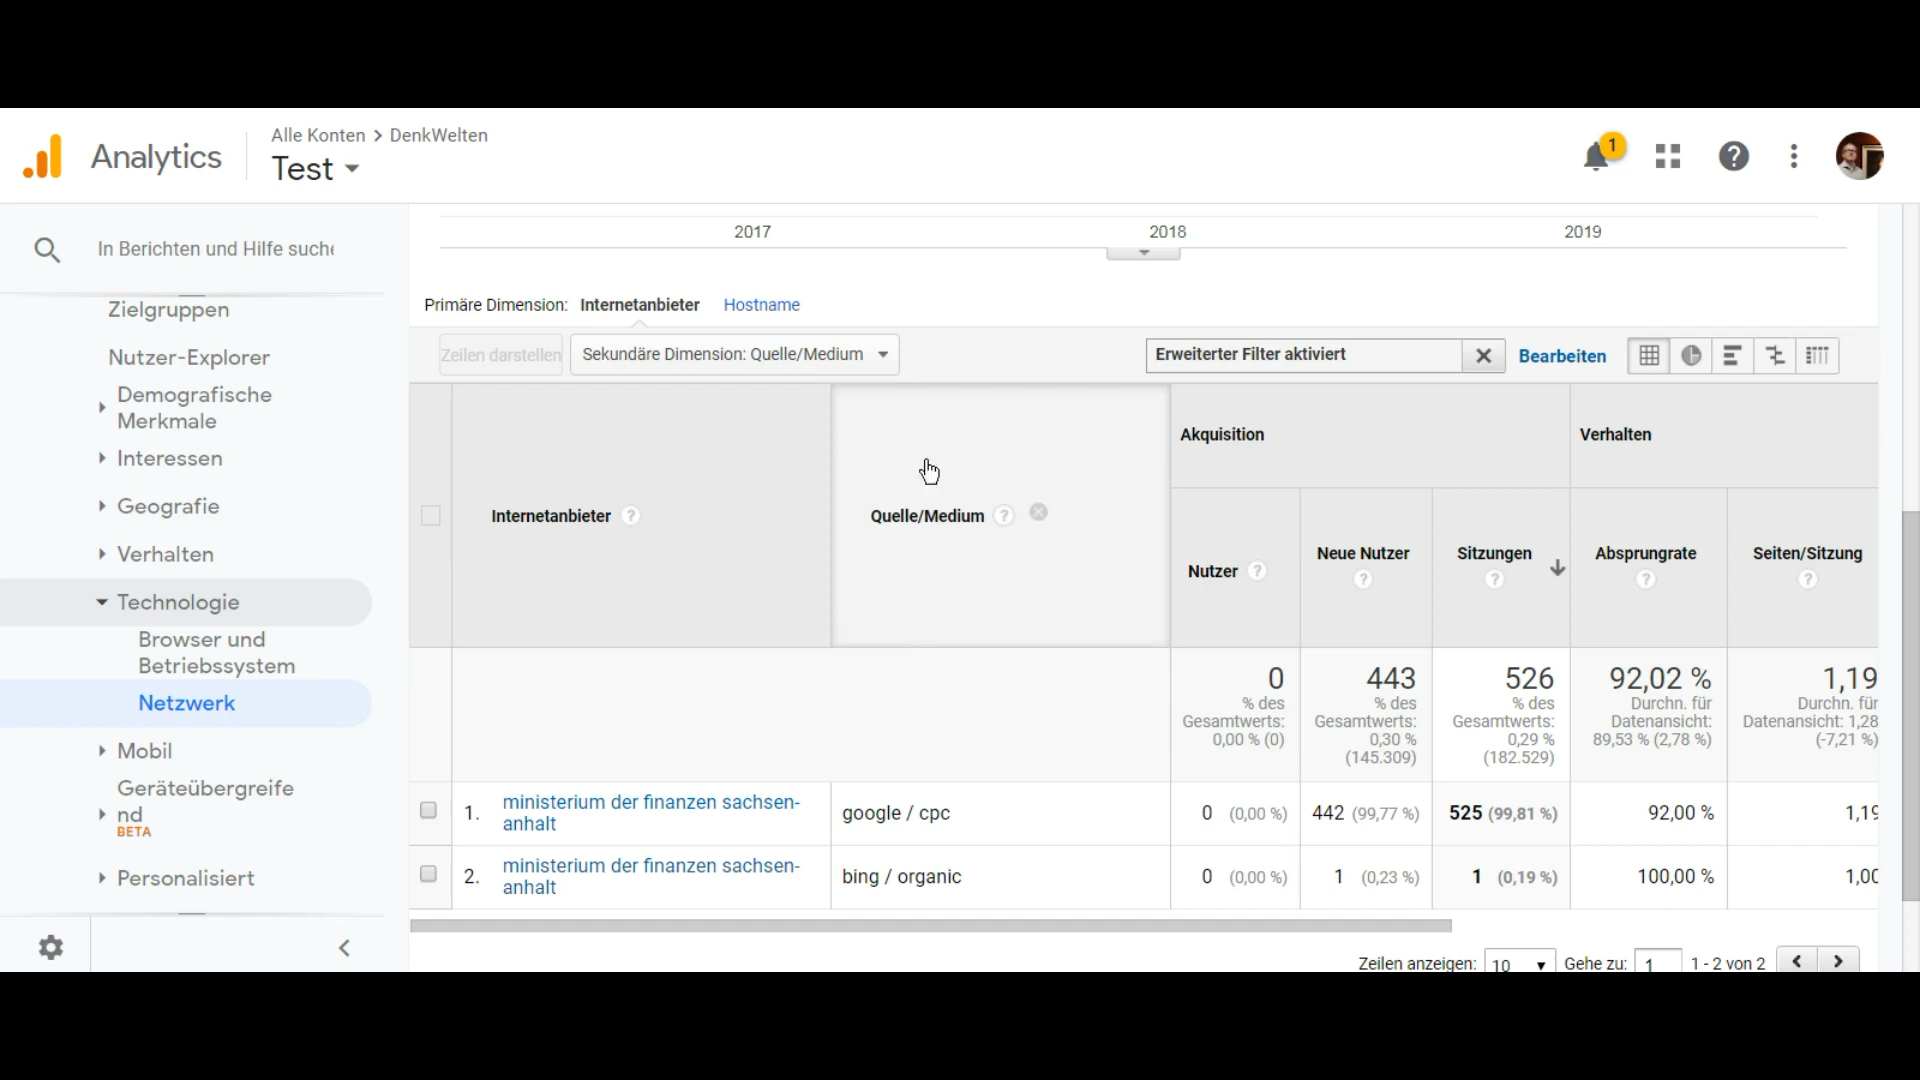 Analytics
Alle Konten > DenkWelten
Test
1
In Berichten und Hilfe suche
Zielgruppen
Nutzer-Explorer
Demografische
Merkmale
Interessen
Geografie
Verhalten
Technologie
Browser und
Betriebssystem
Netzwerk
Mobil
Geräteübergreife
nd
BETA
Personalisiert
2017 2018 2019
Primäre Dimension: Internetanbieter Hostname
Zeilen darstellen Sekundäre Dimension: Quelle/Medium Erweiterter Filter aktiviert Bearbeiten
Akquisition Verhalten
Internetanbieter ? Quelle/Medium ? Nutzer ? Neue Nutzer ? Sitzungen ? Absprungrate ? Seiten/Sitzung ?
0
% des
Gesamtwerts:
0,00 % (0)
443
% des
Gesamtwerts:
0,30 %
(145.309)
526
% des
Gesamtwerts:
0,29 %
(182.529)
92,02 %
Durchn. für
Datenansicht:
89,53 % (2,78 %)
1,19
Durchn. für
Datenansicht: 1,28
(-7,21 %)
1. ministerium der finanzen sachsen-
anhalt
google / cpc 0 (0,00 %) 442 (99,77 %) 525 (99,81 %) 92,00 % 1,19
2. ministerium der finanzen sachsen-
anhalt
bing / organic 0 (0,00 %) 1 (0,23 %) 1 (0,19 %) 100,00 % 1,00
Zeilen anzeigen: 10 Gehe zu: 1 1 - 2 von 2